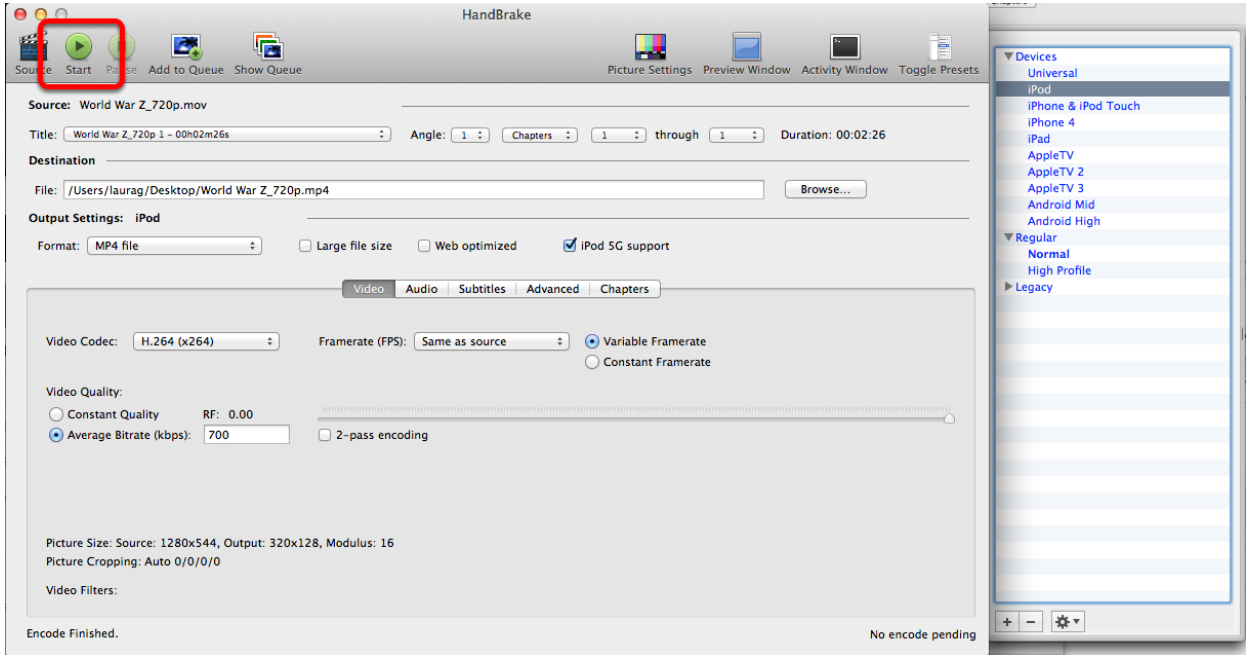 HandBrake
Source Start Pause Add to Queue Show Queue Picture Settings Preview Window Activity Window Toggle Presets
Source: World War Z_720p.mov
Title: World War Z_720p 1 - 00h02m26s Angle: 1 Chapters 1 through 1 Duration: 00:02:26
Destination
File: /Users/laurag/Desktop/World War Z_720p.mp4 Browse...
Output Settings: iPod
Format: MP4 file Large file size Web optimized iPod 5G support
Video Audio Subtitles Advanced Chapters
Video Codec: H.264 (x264) Framerate (FPS): Same as source Variable Framerate
Constant Framerate
Video Quality:
Constant Quality RF: 0.00
Average Bitrate (kbps): 700 2-pass encoding
Picture Size: Source: 1280x544, Output: 320x128, Modulus: 16
Picture Cropping: Auto 0/0/0/0
Video Filters:
Encode Finished. No encode pending
Devices
Universal
iPod
iPhone & iPod Touch
iPhone 4
iPad
AppleTV
AppleTV 2
AppleTV 3
Android Mid
Android High
Regular
Normal
High Profile
Legacy